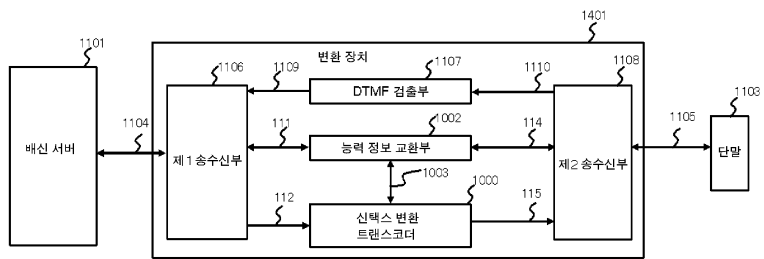 1401
변환 장치
1101
배신 서버
1104
1106
제1 송수신부
1109
1107
DTMF 검출부
1110
1108
제2 송수신부
111
1002
능력 정보 교환부
114
1003
112
1000
신택스 변환
트랜스코더
115
1105
1103
단말